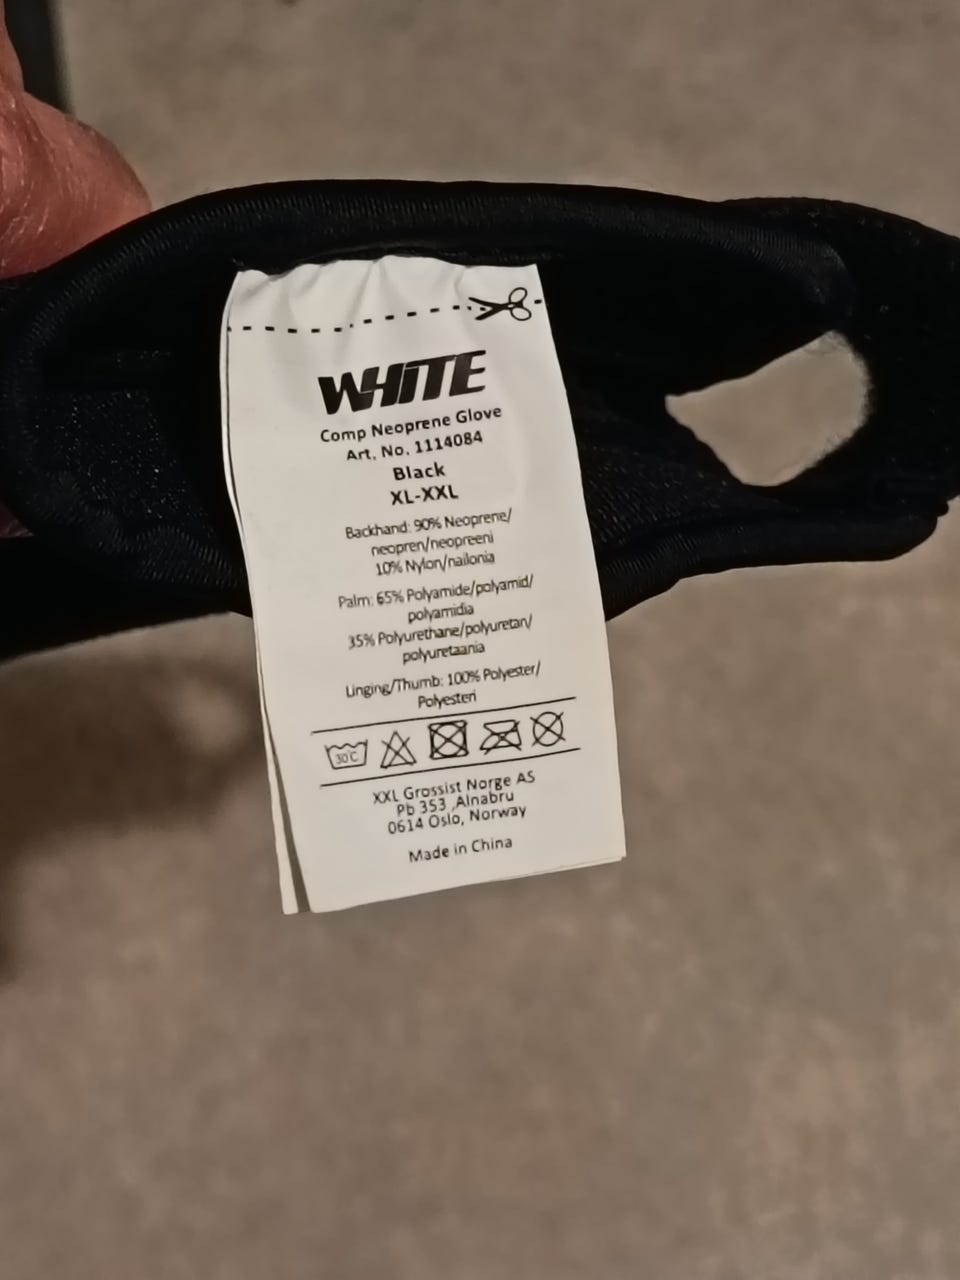 WHITE
Comp Neoprene Glove
Art. No. 1114084
Black
XL-XXL
Backhand: 90% Neoprene/
neopren/neopreeni
10% Nylon/nailonia
Palm: 65% Polyamide/polyamid/
polyamidia
35% Polyurethane/polyuretan/
polyuretaania
Linging/Thumb: 100% Polyester/
Polyesteri
30°C
XXL Grossist Norge AS
Pb 353 ,Alnabru
0614 Oslo, Norway
Made in China